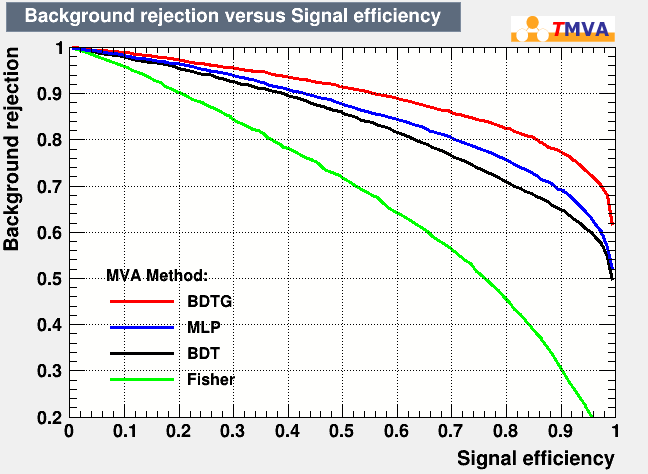 Background rejection versus Signal efficiency
TMVA
Background rejection
1
0.9
0.8
0.7
0.6
0.5
0.4
0.3
0.2
MVA Method:
BDTG
MLP
BDT
Fisher
0 0.1 0.2 0.3 0.4 0.5 0.6 0.7 0.8 0.9 1
Signal efficiency